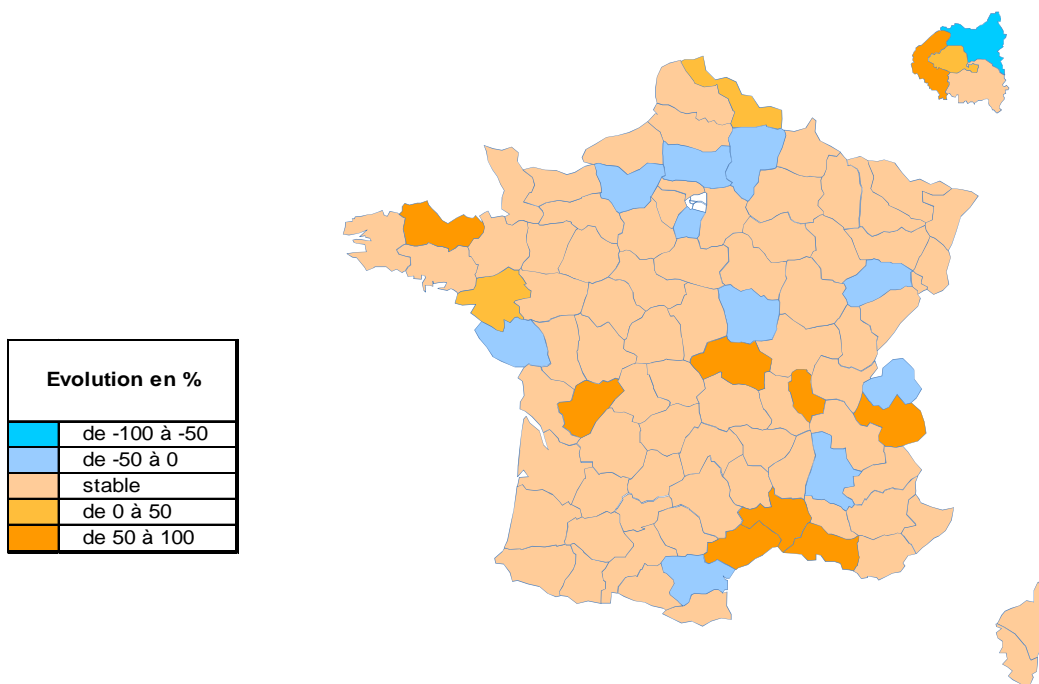 Evolution en %
de -100 à -50
de -50 à 0
stable
de 0 à 50
de 50 à 100